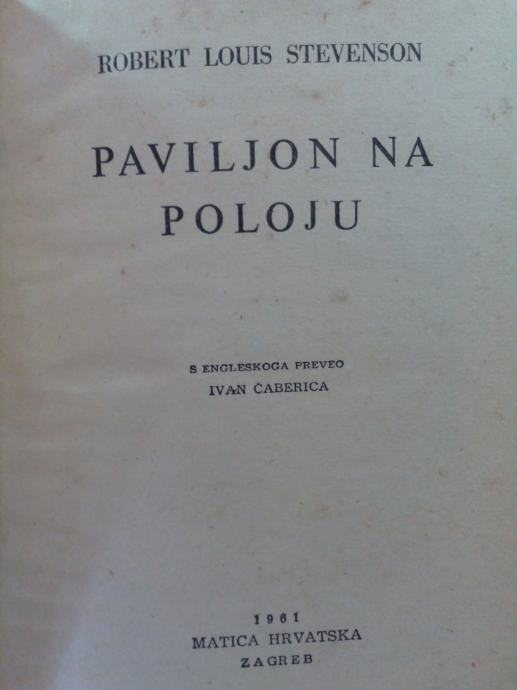 ROBERT LOUIS STEVENSON
PAVILJON NA
POLOJU
S ENGLESKOGA PREVEO
IVAN ČABERICA
1961
MATICA HRVATSKA
ZAGREB